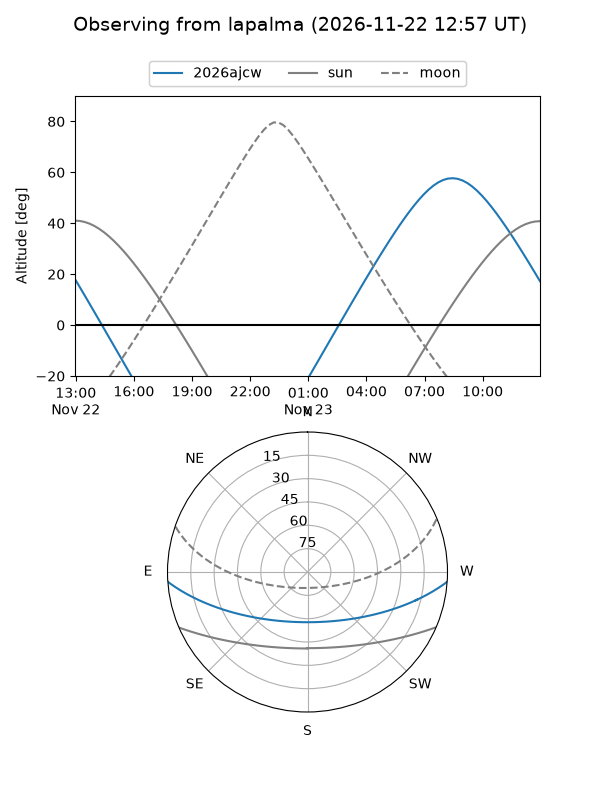 Observing from lapalma (2026-11-22 12:57 UT)
2026ajcw sun moon
Altitude [deg]
80
60
40
20
0
−20
13:00 16:00 19:00 22:00 01:00 04:00 07:00 10:00
Nov 22 Nov 23
N
NE NW
15
30
45
60
75
E W
SE SW
S